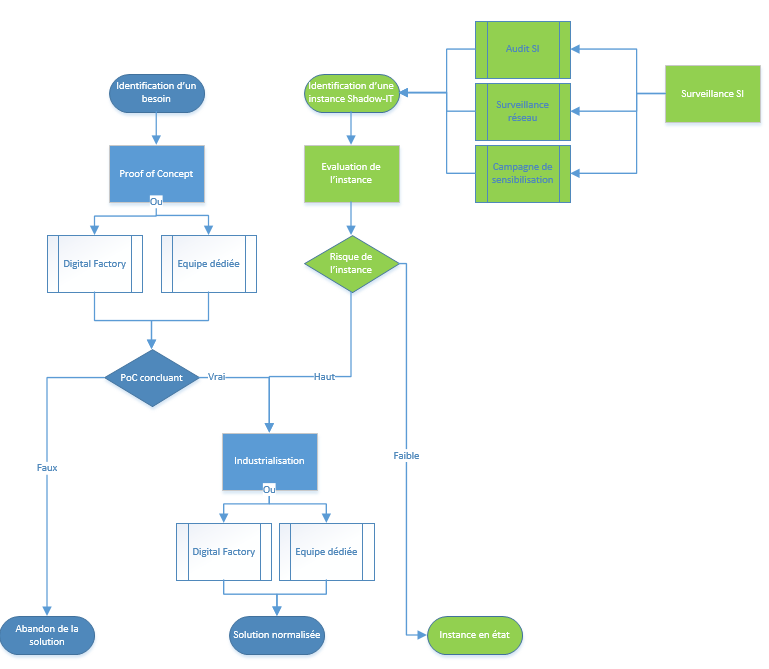 Audit SI
Surveillance
réseau
Campagne de
sensibilisation
Surveillance SI
Identification d'un
besoin
Identification d'une
instance Shadow-IT
Proof of Concept
Ou
Evaluation de
l'instance
Digital Factory
Equipe dédiée
Risque de
l'instance
PoC concluant
Vrai
Haut
Faux
Faible
Industrialisation
Ou
Digital Factory
Equipe dédiée
Abandon de la
solution
Solution normalisée
Instance en état